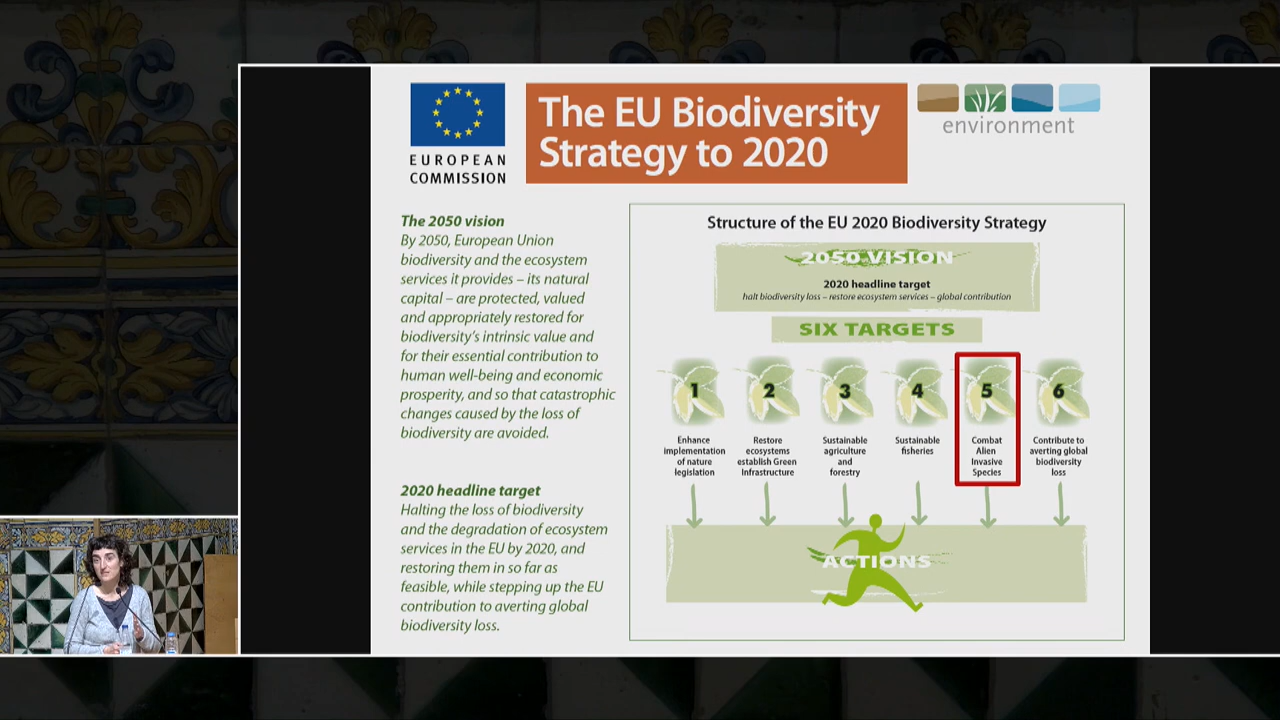 EUROPEAN
COMMISSION
The EU Biodiversity
Strategy to 2020
environment
The 2050 vision
By 2050, European Union
biodiversity and the ecosystem
services it provides – its natural
capital – are protected, valued
and appropriately restored for
biodiversity's intrinsic value and
for their essential contribution to
human well-being and economic
prosperity, and so that catastrophic
changes caused by the loss of
biodiversity are avoided.
2020 headline target
Halting the loss of biodiversity
and the degradation of ecosystem
services in the EU by 2020, and
restoring them in so far as
feasible, while stepping up the EU
contribution to averting global
biodiversity loss.
Structure of the EU 2020 Biodiversity Strategy
2050 VISION
2020 headline target
halt biodiversity loss – restore ecosystem services – global contribution
SIX TARGETS
1
Enhance
implementation
of nature
legislation
2
Restore
ecosystems
establish Green
Infrastructure
3
Sustainable
agriculture
and
forestry
4
Sustainable
fisheries
5
Combat
Alien
Invasive
Species
6
Contribute to
averting global
biodiversity
loss
ACTIONS